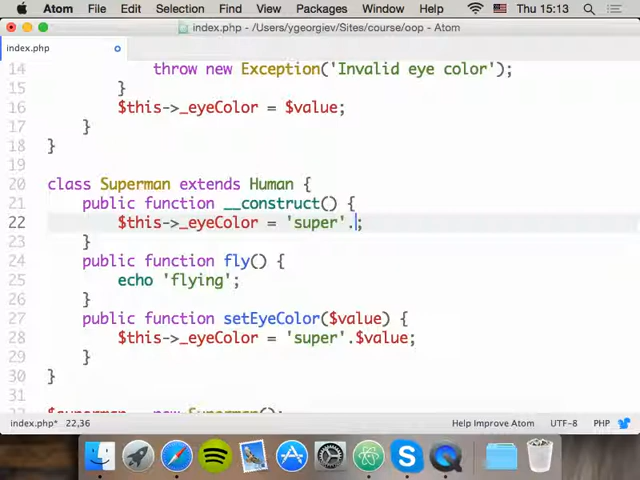 Atom File Edit View Selection Find Packages Window Help Thu 15:13
index.php - /Users/ygeorgiev/Sites/course/oop - Atom
index.php
14 throw new Exception('Invalid eye color');
15 }
16 $this->_eyeColor = $value;
17 }
18 }
19
20 class Superman extends Human {
21 public function __construct() {
22 $this->_eyeColor = 'super'.;
23 }
24 public function fly() {
25 echo 'flying';
26 }
27 public function setEyeColor($value) {
28 $this->_eyeColor = 'super'.$value;
29 }
30 }
31
$superman = new Superman();
index.php* 22,36 Help Improve Atom UTF-8 PHP